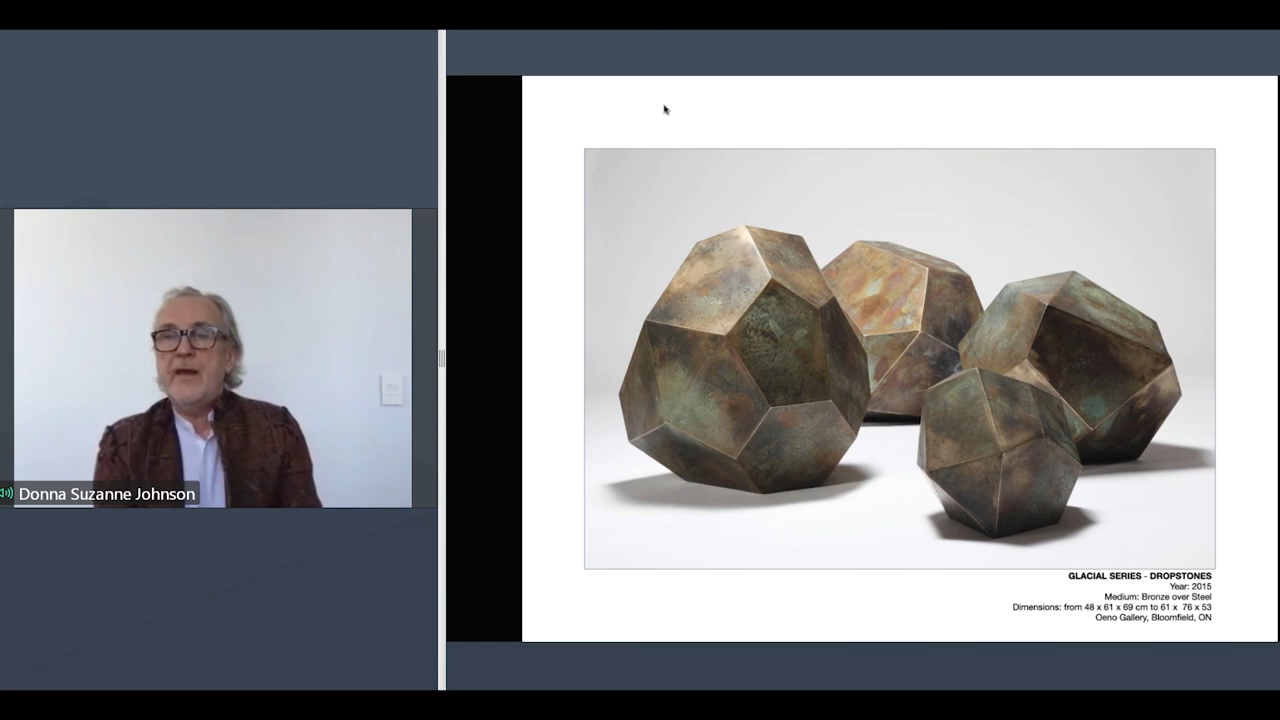 Donna Suzanne Johnson
GLACIAL SERIES - DROPSTONES
Year: 2015
Medium: Bronze over Steel
Dimensions: from 48 x 61 x 69 cm to 61 x 76 x 53
Oeno Gallery, Bloomfield, ON